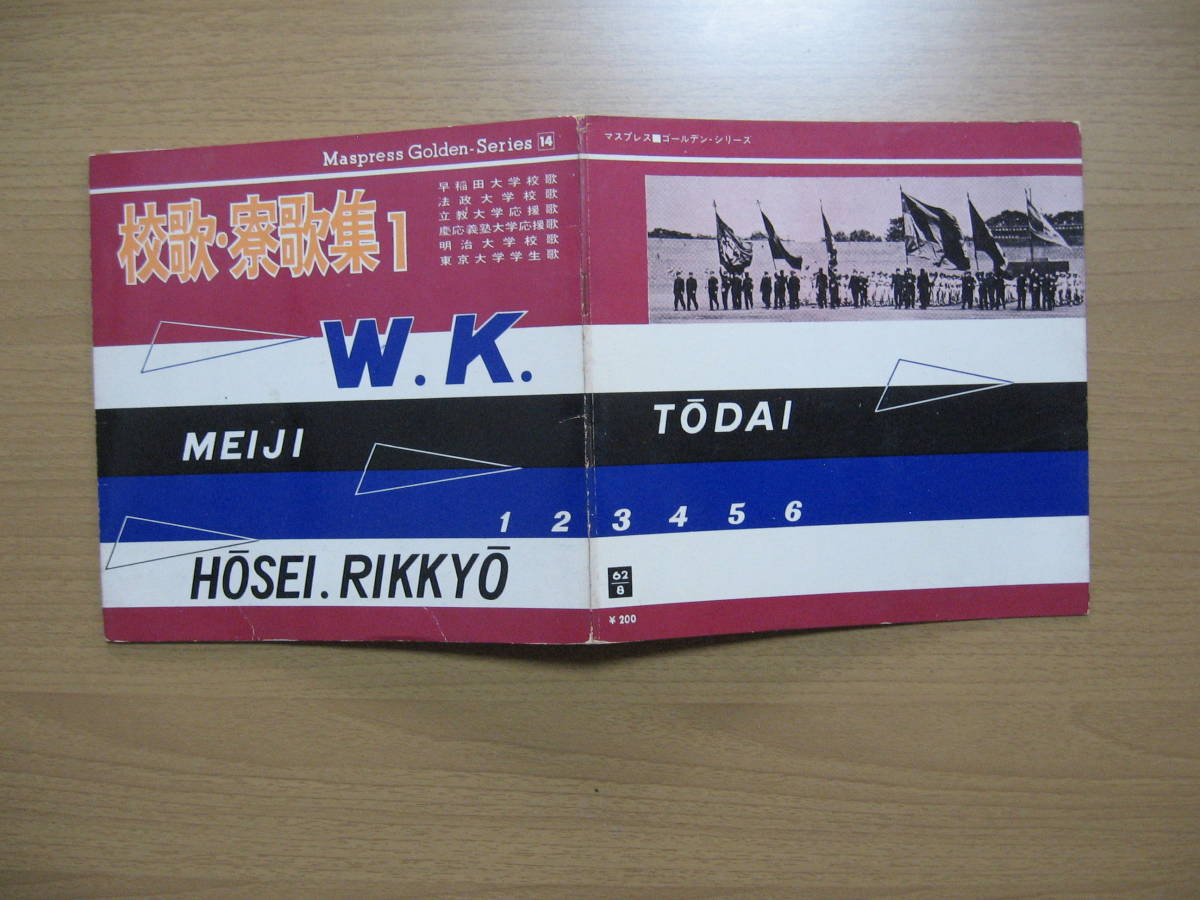 Maspress Golden-Series 14
校歌・寮歌集1
早稲田大学校歌
法政大学校歌
立教大学応援歌
慶応義塾大学応援歌
明治大学校歌
東京大学学生歌
W.K.
MEIJI
HŌSEI.RIKKYŌ
マスプレス■ゴールデン・シリーズ
TŌDAI
1 2 3 4 5 6
62/8
¥200